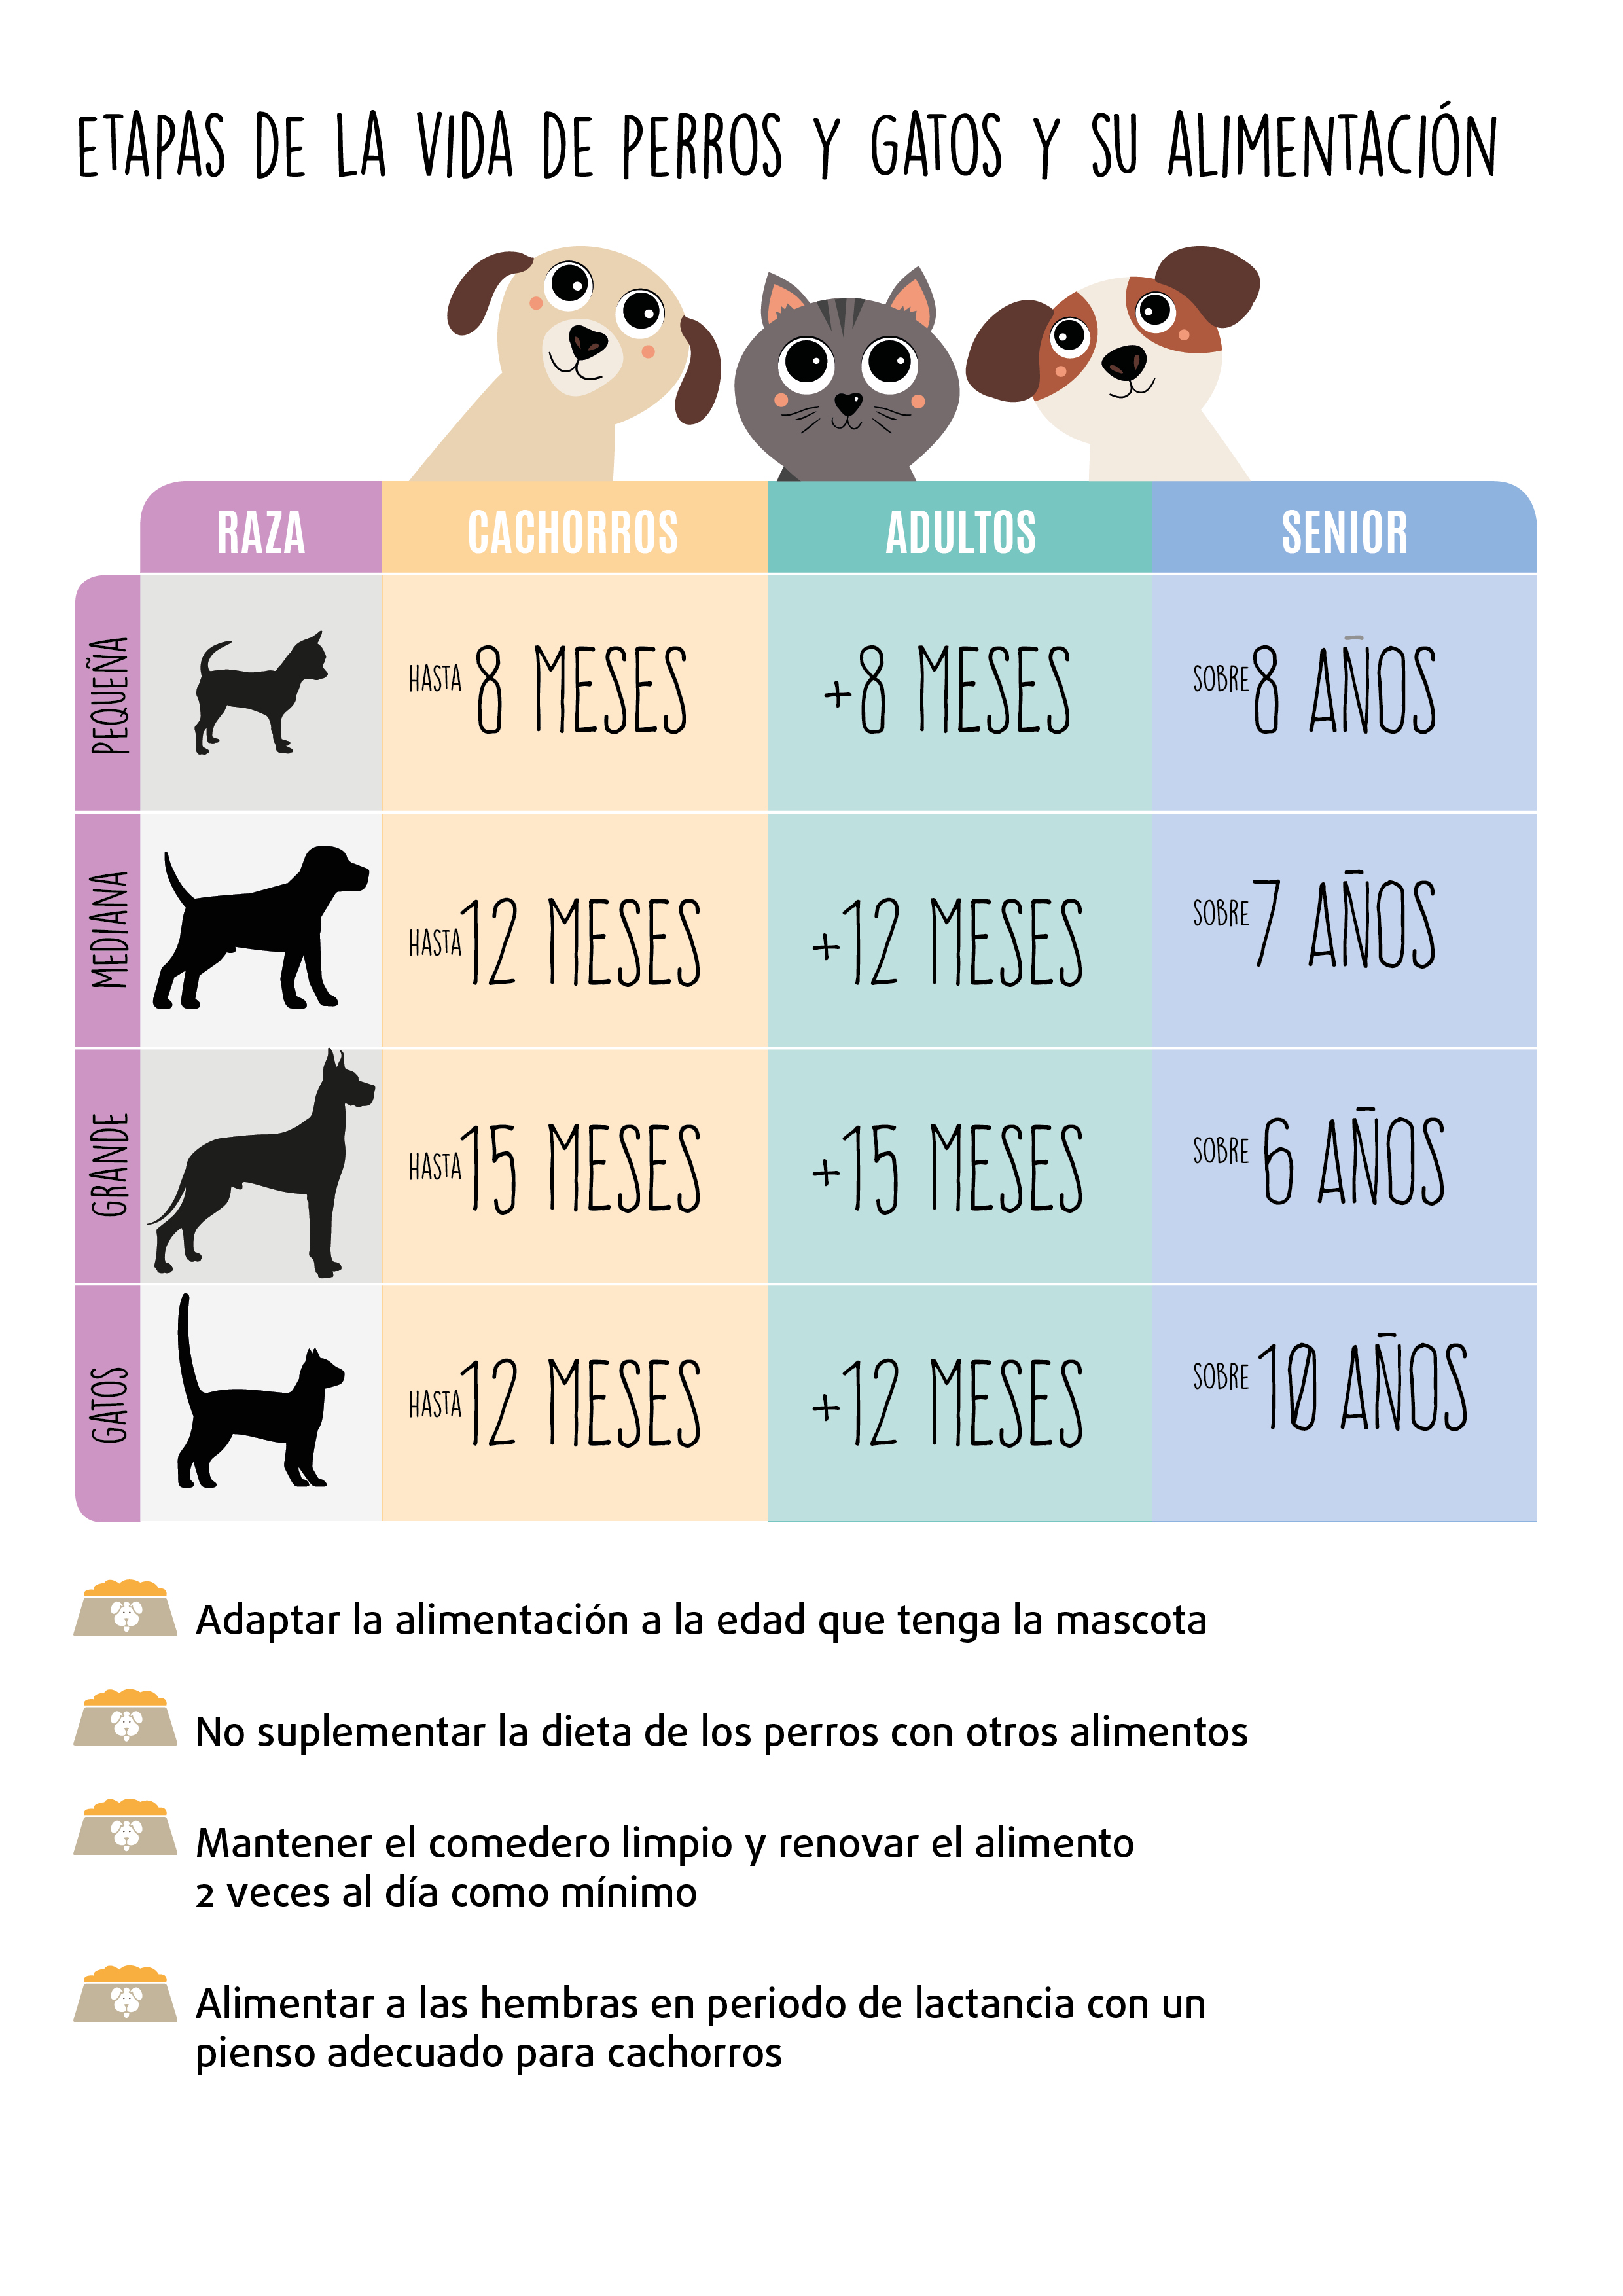 ETAPAS DE LA VIDA DE PERROS Y GATOS Y SU ALIMENTACIÓN
RAZA CACHORROS ADULTOS SENIOR
PEQUEÑA HASTA 8 MESES +8 MESES SOBRE 8 AÑOS
MEDIANA HASTA 12 MESES +12 MESES SOBRE 7 AÑOS
GRANDE HASTA 15 MESES +15 MESES SOBRE 6 AÑOS
GATOS HASTA 12 MESES +12 MESES SOBRE 10 AÑOS
Adaptar la alimentación a la edad que tenga la mascota
No suplementar la dieta de los perros con otros alimentos
Mantener el comedero limpio y renovar el alimento
2 veces al día como mínimo
Alimentar a las hembras en periodo de lactancia con un
pienso adecuado para cachorros